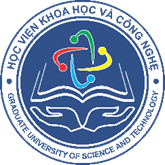 HỌC VIỆN KHOA HỌC VÀ CÔNG NGHỆ
GRADUATE UNIVERSITY OF SCIENCE AND TECHNOLOGY